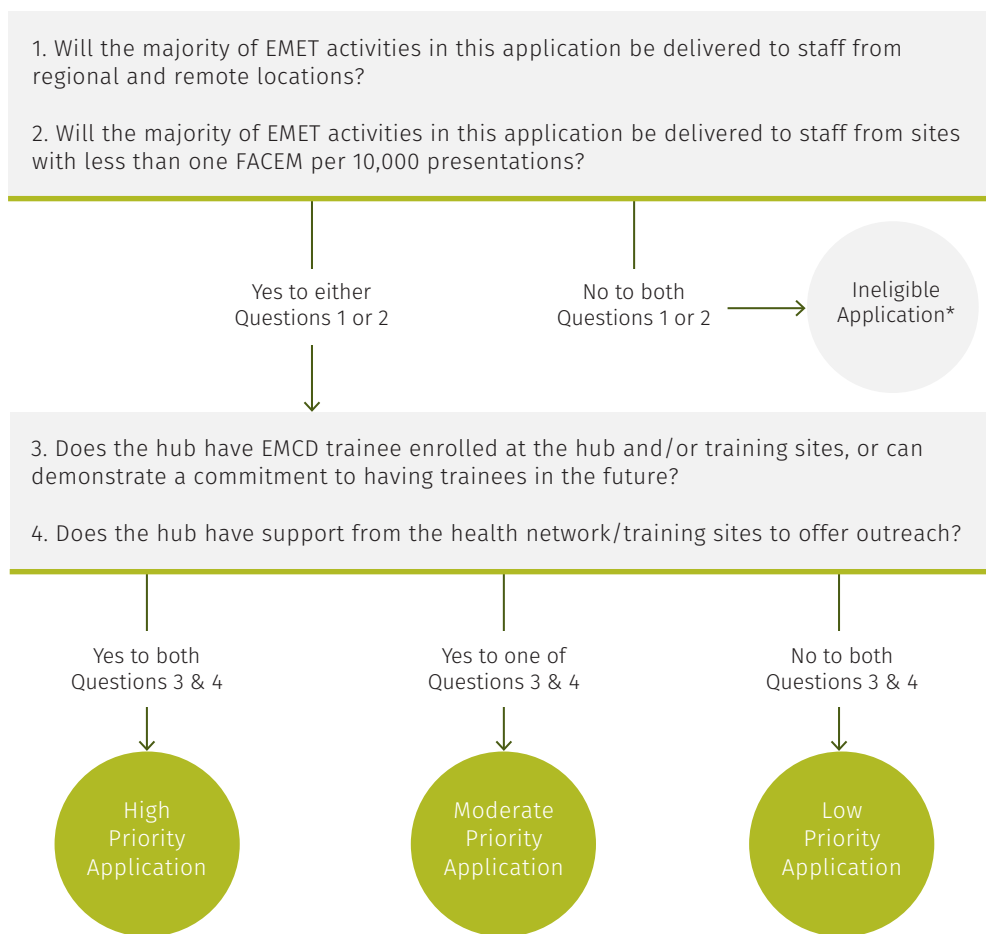 1. Will the majority of EMET activities in this application be delivered to staff from
regional and remote locations?
2. Will the majority of EMET activities in this application be delivered to staff from sites
with less than one FACEM per 10,000 presentations?
Yes to either
Questions 1 or 2
No to both
Questions 1 or 2
Ineligible
Application*
3. Does the hub have EMCD trainee enrolled at the hub and/or training sites, or can
demonstrate a commitment to having trainees in the future?
4. Does the hub have support from the health network/training sites to offer outreach?
Yes to both
Questions 3 & 4
Yes to one of
Questions 3 & 4
No to both
Questions 3 & 4
High
Priority
Application
Moderate
Priority
Application
Low
Priority
Application